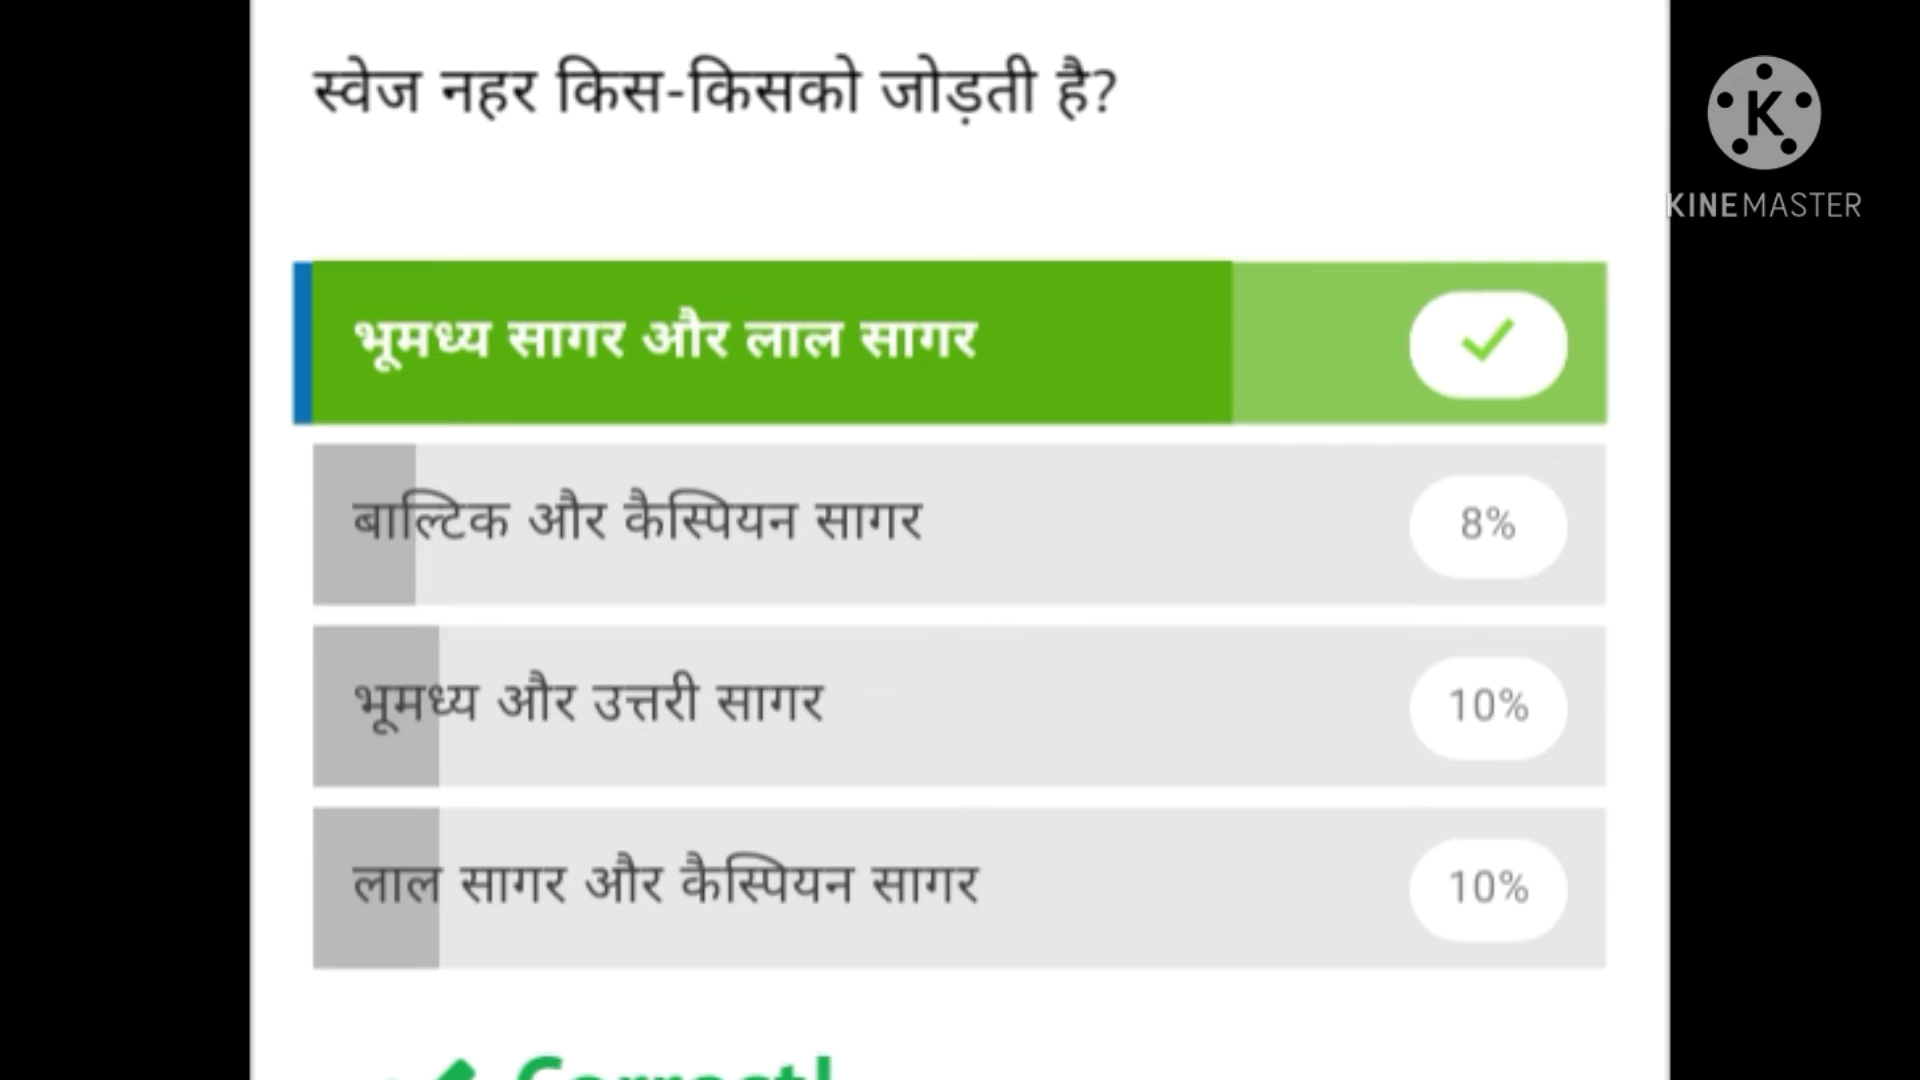 स्वेज नहर किस-किसको जोड़ती है?
K
KINEMASTER
भूमध्य सागर और लाल सागर
बाल्टिक और कैस्पियन सागर
8%
भूमध्य और उत्तरी सागर
10%
लाल सागर और कैस्पियन सागर
10%
Correct!